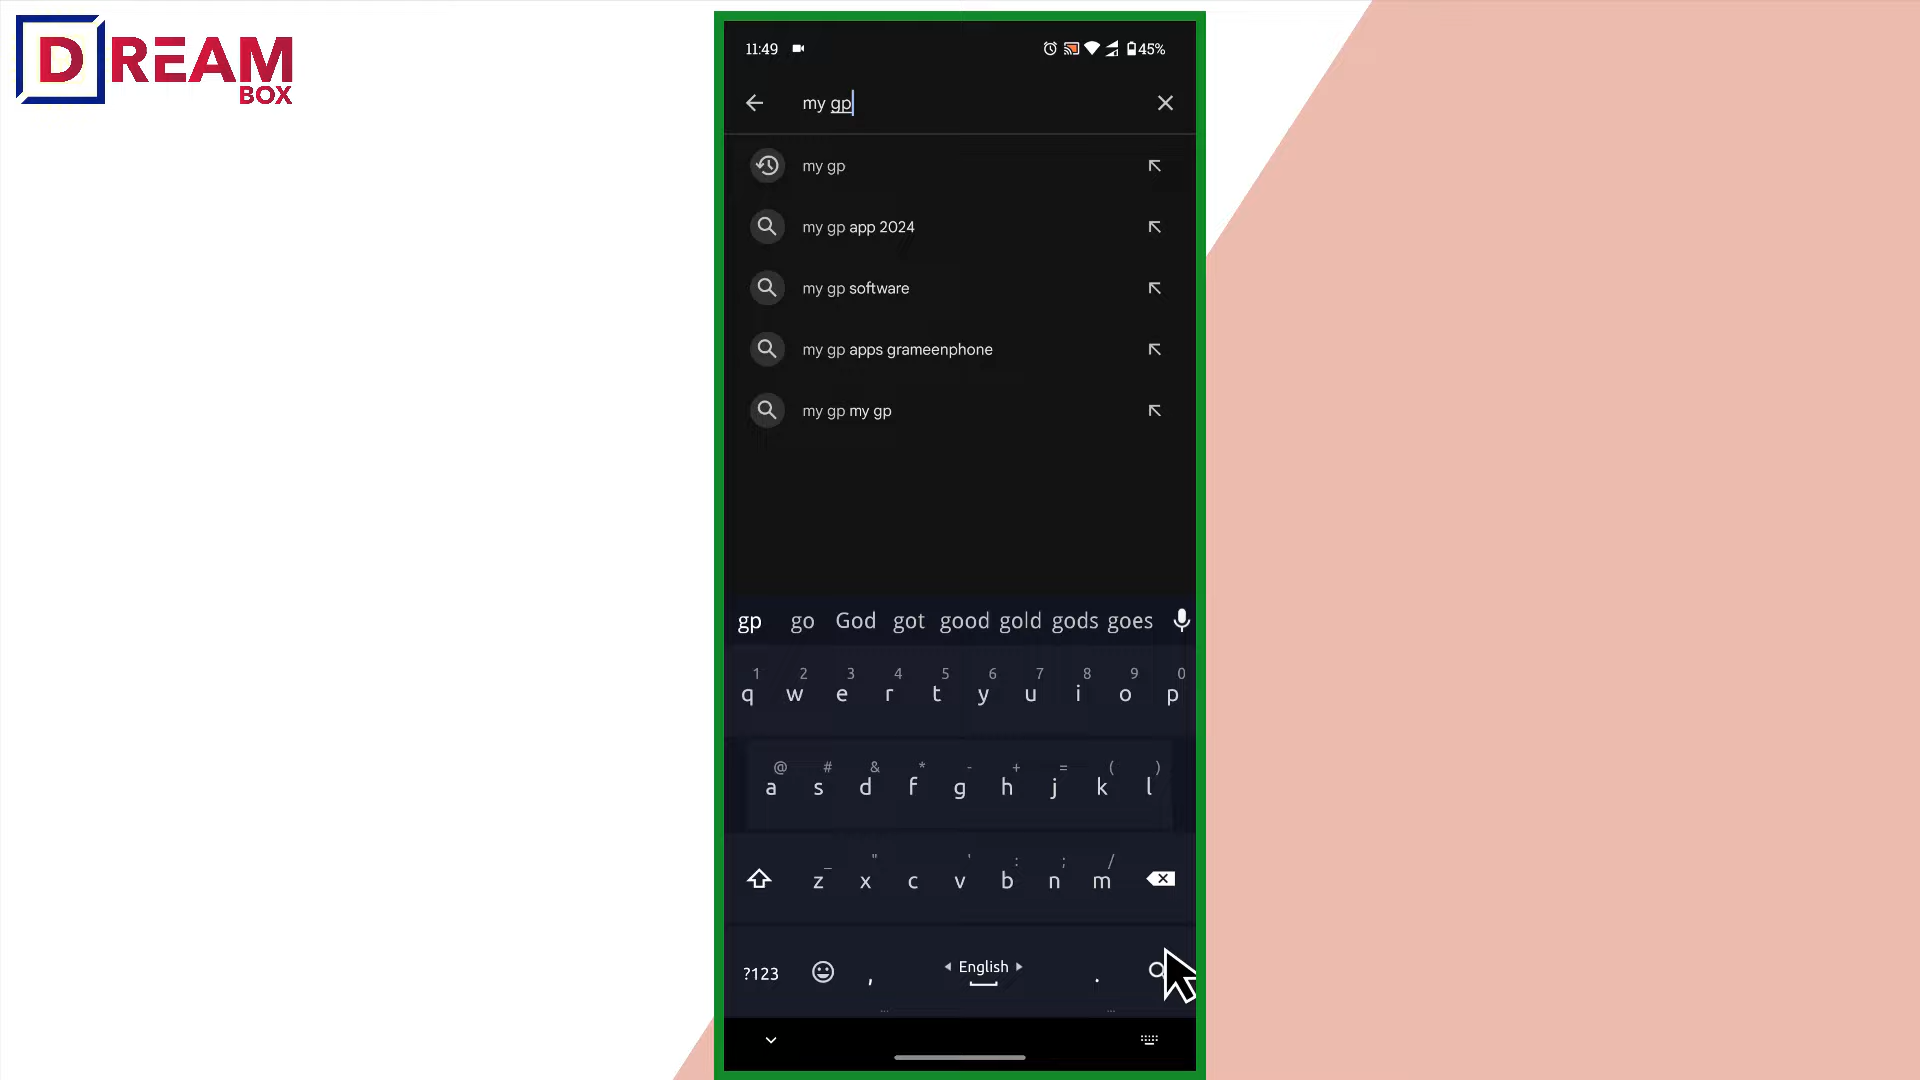 DREAM
BOX
11:49
45%
my gp
my gp
my gp app 2024
my gp software
my gp apps grameenphone
my gp my gp
gp go God got good gold gods goes
1 2 3 4 5 6 7 8 9 0
q w e r t y u i o p
@ # & * - + = ( )
a s d f g h j k l
_ " ' : ; /
z x c v b n m
?123 , English .